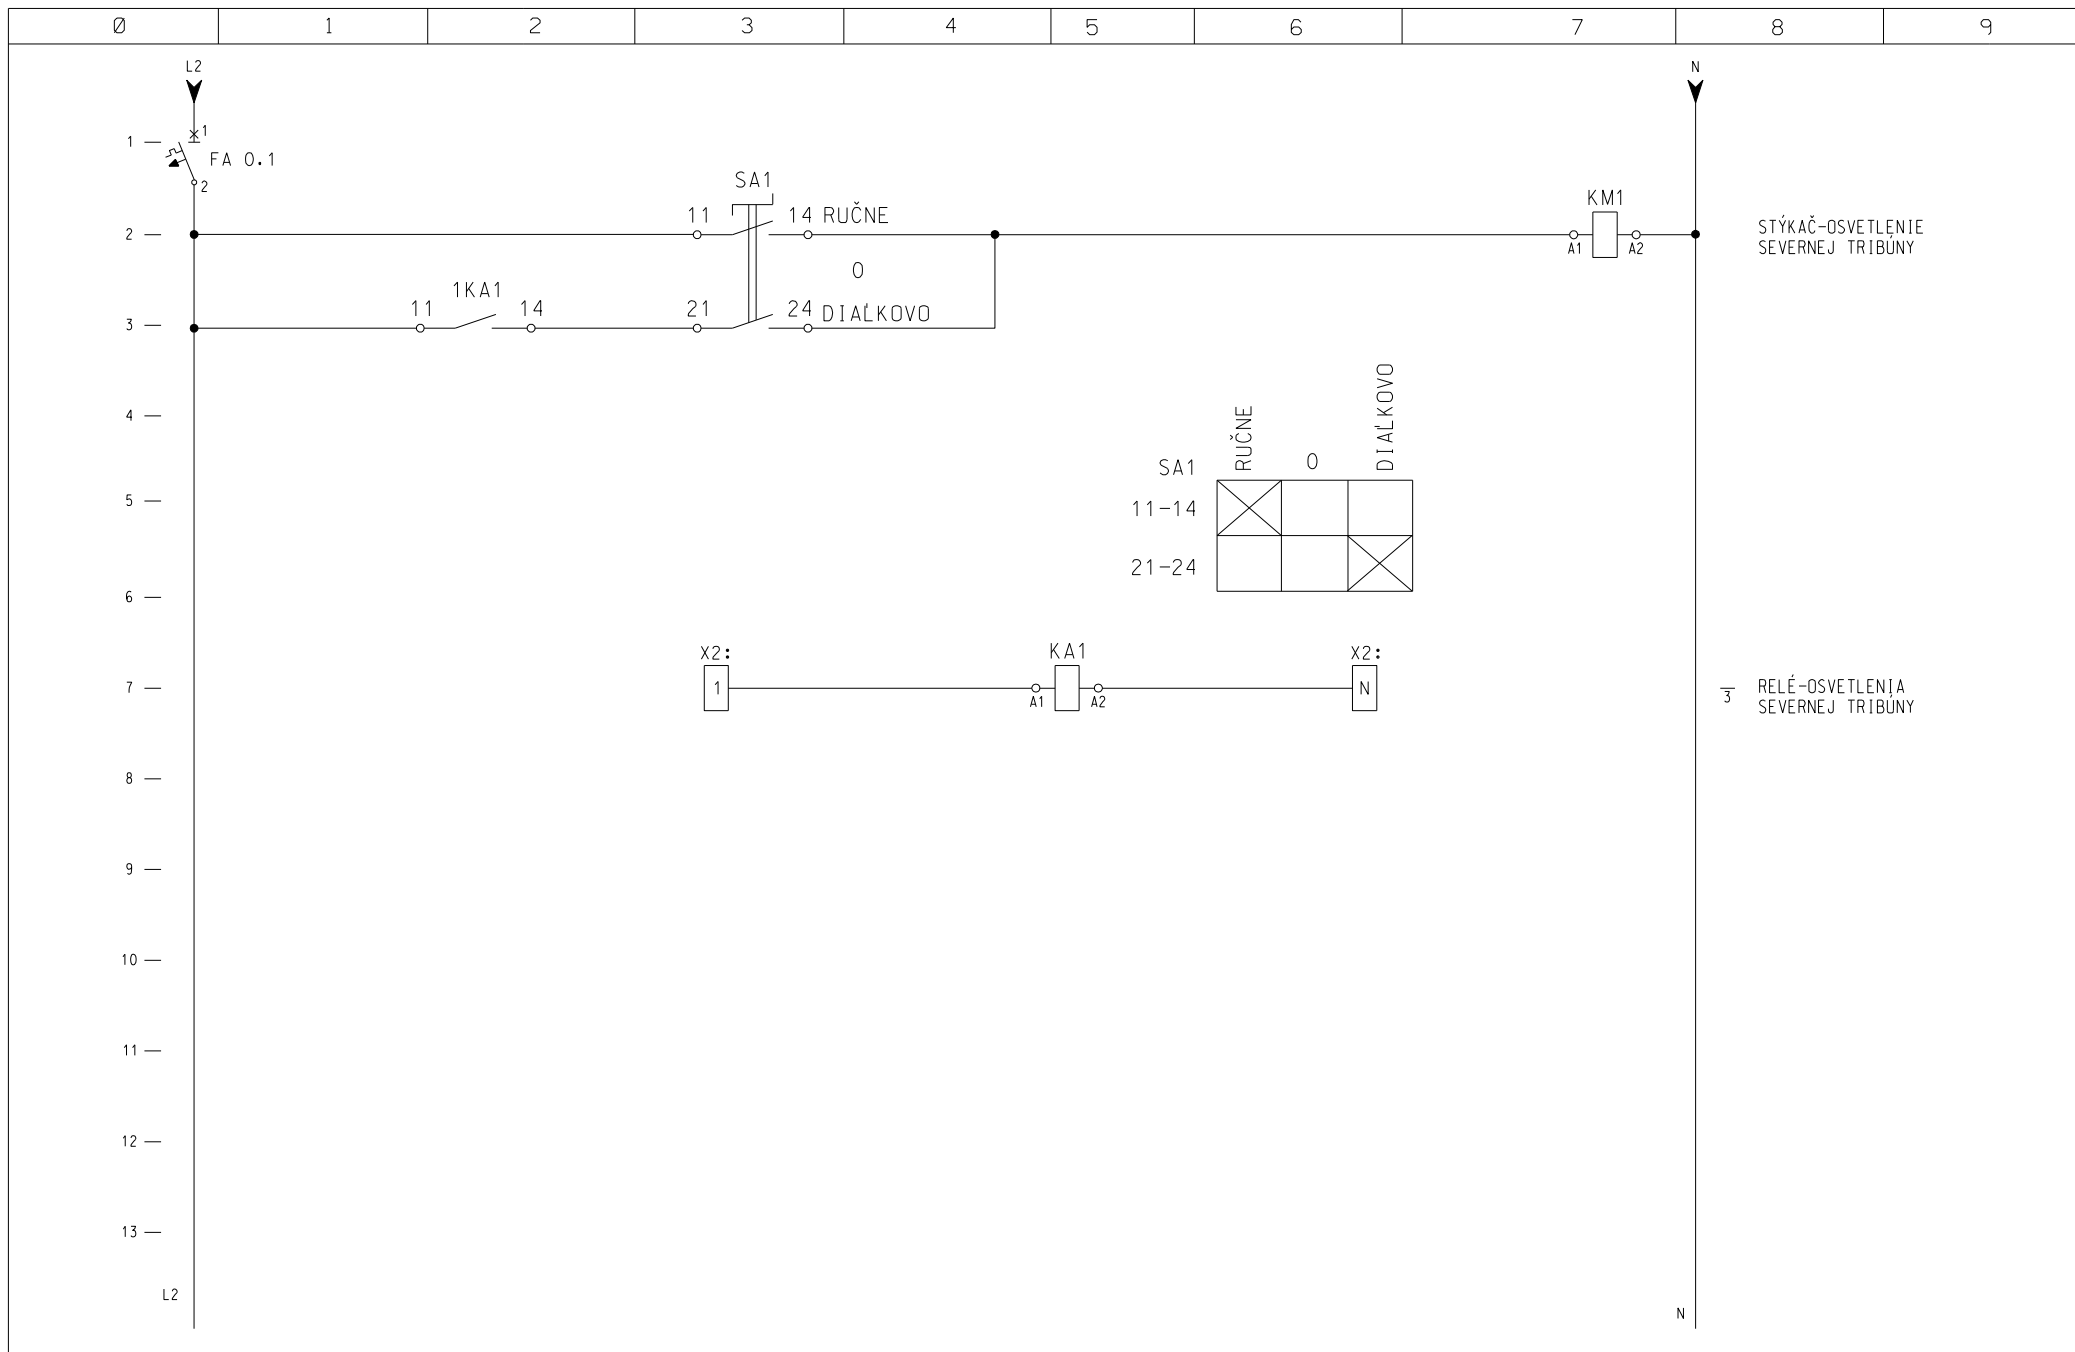 Ø 1 2 3 4 5 6 7 8 9
L2 N
1
1
FA 0.1
2
SA1
KM1
2
11 14 RUČNE
A1 A2
STÝKAČ-OSVETLENIE
SEVERNEJ TRIBÚNY
0
1KA1
3
11 14 21 24 DIAĽKOVO
4
SA1 RUČNE 0 DIAĽKOVO
5
11-14
21-24
6
X2: KA1 X2:
7
1 A1 A2 N
3
RELÉ-OSVETLENIA
SEVERNEJ TRIBÚNY
8
9
10
11
12
13
L2 N